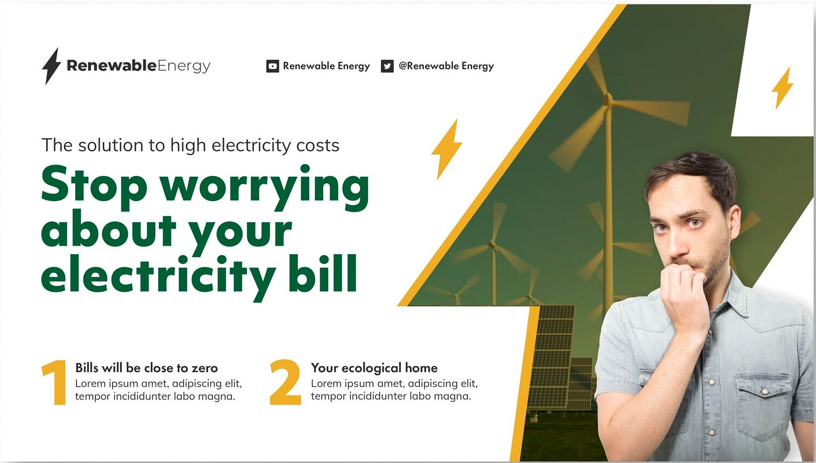 RenewableEnergy
Renewable Energy @Renewable Energy
The solution to high electricity costs
Stop worrying
about your
electricity bill
1 Bills will be close to zero
Lorem ipsum amet, adipiscing elit,
tempor incididunter labo magna.
2 Your ecological home
Lorem ipsum amet, adipiscing elit,
tempor incididunter labo magna.